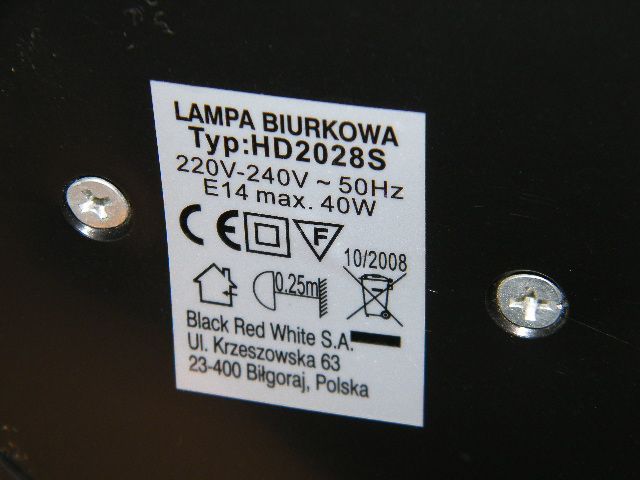 LAMPA BIURKOWA
Typ:HD2028S
220V-240V ~ 50Hz
E14 max. 40W
CE F
10/2008
0.25m
Black Red White S.A.
Ul. Krzeszowska 63
23-400 Biłgoraj, Polska